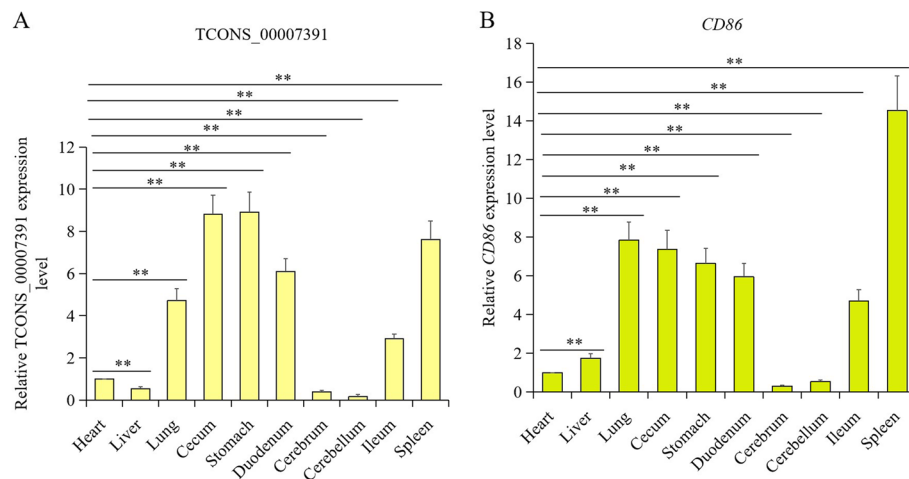 A
TCONS_00007391
**
**
**
**
**
**
**
**
**
Relative TCONS_00007391 expression
level
12
10
8
6
4
2
0
Heart
Liver
Lung
Cecum
Stomach
Duodenum
Cerebrum
Cerebellum
Ileum
Spleen
B
CD86
**
**
**
**
**
**
**
**
**
Relative CD86 expression level
18
16
14
12
10
8
6
4
2
0
Heart
Liver
Lung
Cecum
Stomach
Duodenum
Cerebrum
Cerebellum
Ileum
Spleen